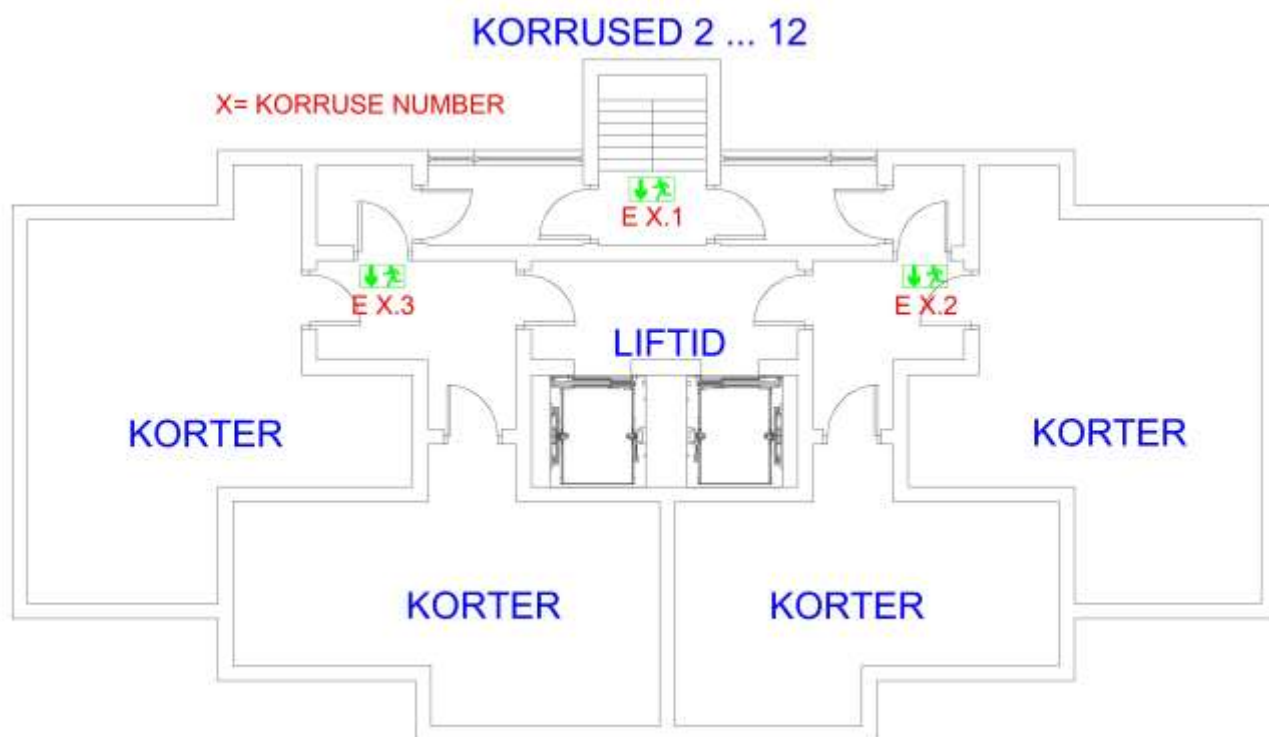 KORRUSED 2 ... 12
X= KORRUSE NUMBER
E X.1
E X.3
E X.2
LIFTID
KORTER
KORTER
KORTER
KORTER